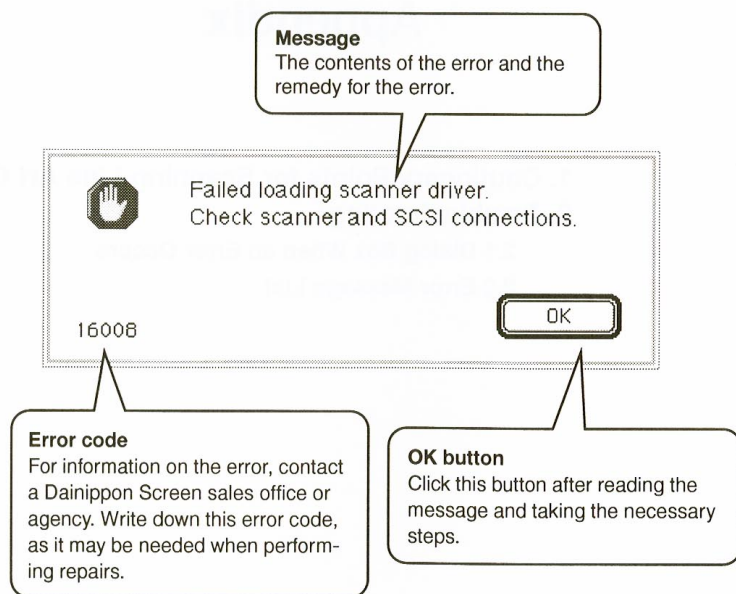 Message
The contents of the error and the
remedy for the error.
Failed loading scanner driver.
Check scanner and SCSI connections.
OK
16008
Error code
For information on the error, contact
a Dainippon Screen sales office or
agency. Write down this error code,
as it may be needed when perform-
ing repairs.
OK button
Click this button after reading the
message and taking the necessary
steps.